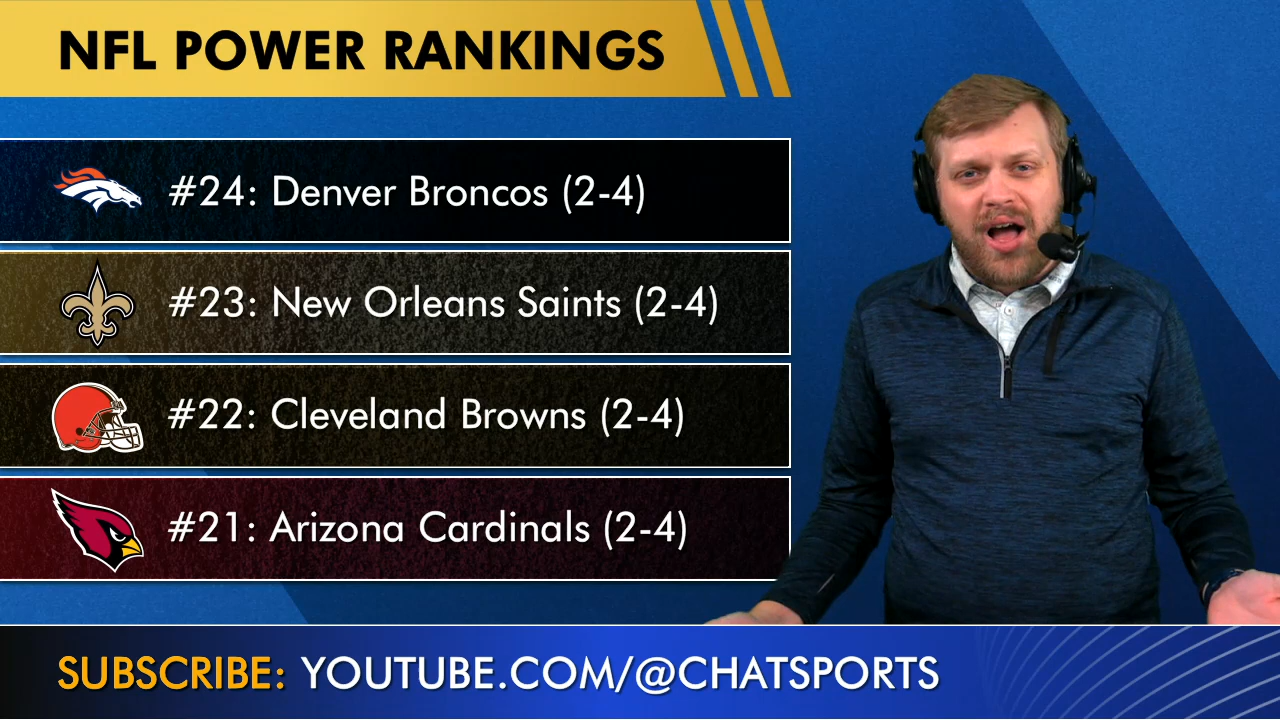 NFL POWER RANKINGS
#24: Denver Broncos (2-4)
#23: New Orleans Saints (2-4)
#22: Cleveland Browns (2-4)
#21: Arizona Cardinals (2-4)
SUBSCRIBE: YOUTUBE.COM/@CHATSPORTS